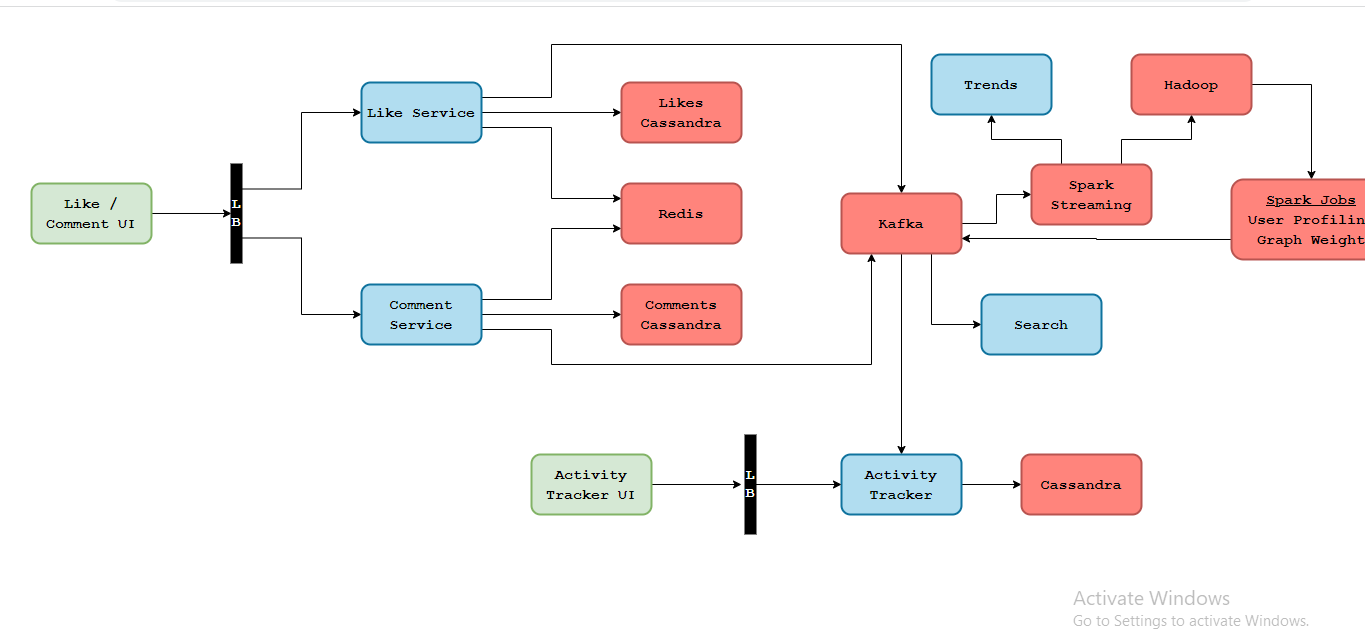 Like /
Comment UI
L
B
Like Service
Comment
Service
Likes
Cassandra
Redis
Comments
Cassandra
Kafka
Trends
Hadoop
Spark
Streaming
Spark Jobs
User Profilin
Graph Weight
Search
Activity
Tracker UI
L
B
Activity
Tracker
Cassandra
Activate Windows
Go to Settings to activate Windows.